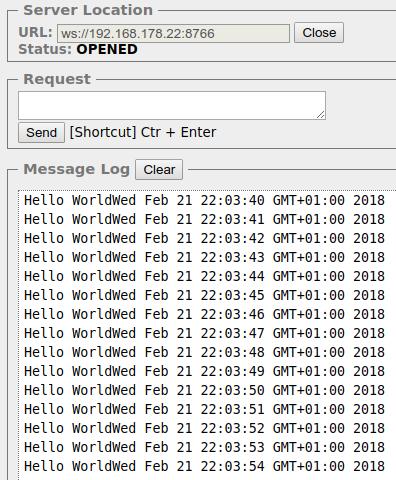 Server Location
URL: ws://192.168.178.22:8766 Close
Status: OPENED
Request
Send [Shortcut] Ctr + Enter
Message Log Clear
Hello WorldWed Feb 21 22:03:40 GMT+01:00 2018
Hello WorldWed Feb 21 22:03:41 GMT+01:00 2018
Hello WorldWed Feb 21 22:03:42 GMT+01:00 2018
Hello WorldWed Feb 21 22:03:43 GMT+01:00 2018
Hello WorldWed Feb 21 22:03:44 GMT+01:00 2018
Hello WorldWed Feb 21 22:03:45 GMT+01:00 2018
Hello WorldWed Feb 21 22:03:46 GMT+01:00 2018
Hello WorldWed Feb 21 22:03:47 GMT+01:00 2018
Hello WorldWed Feb 21 22:03:48 GMT+01:00 2018
Hello WorldWed Feb 21 22:03:49 GMT+01:00 2018
Hello WorldWed Feb 21 22:03:50 GMT+01:00 2018
Hello WorldWed Feb 21 22:03:51 GMT+01:00 2018
Hello WorldWed Feb 21 22:03:52 GMT+01:00 2018
Hello WorldWed Feb 21 22:03:53 GMT+01:00 2018
Hello WorldWed Feb 21 22:03:54 GMT+01:00 2018